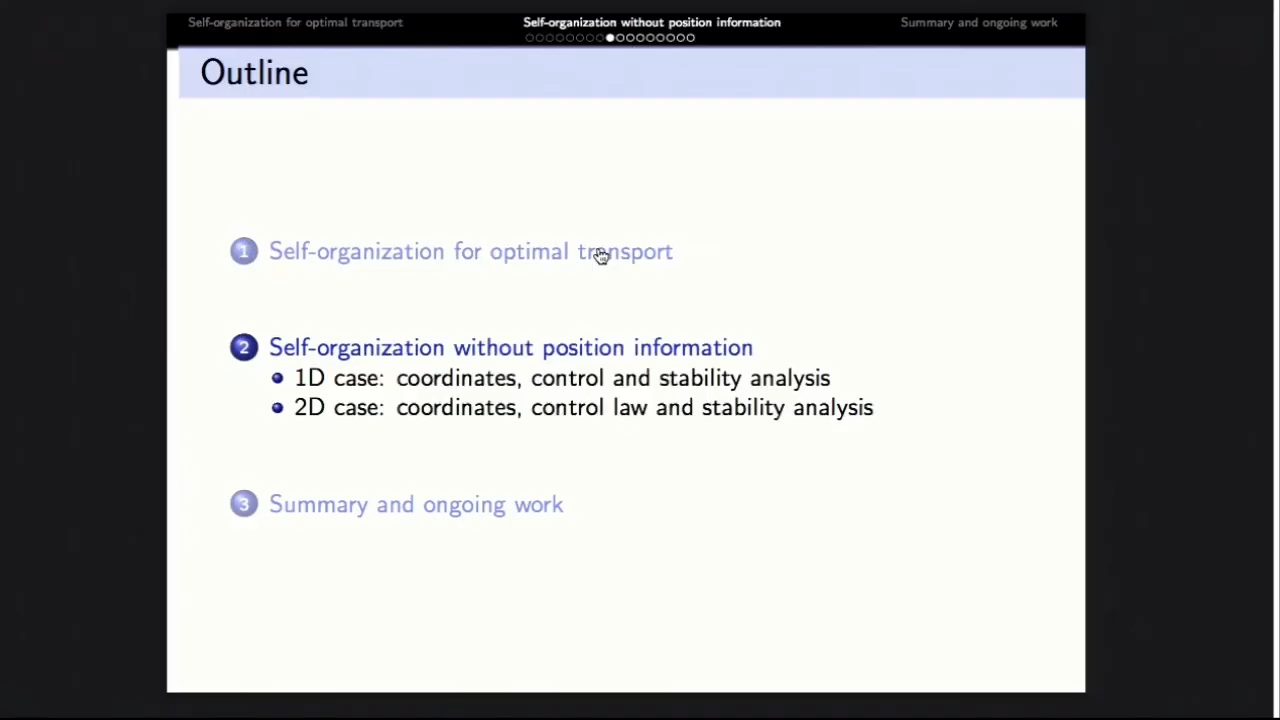 Self-organization for optimal transport Self-organization without position information Summary and ongoing work
Outline
1 Self-organization for optimal transport
2 Self-organization without position information
1D case: coordinates, control and stability analysis
2D case: coordinates, control law and stability analysis
3 Summary and ongoing work